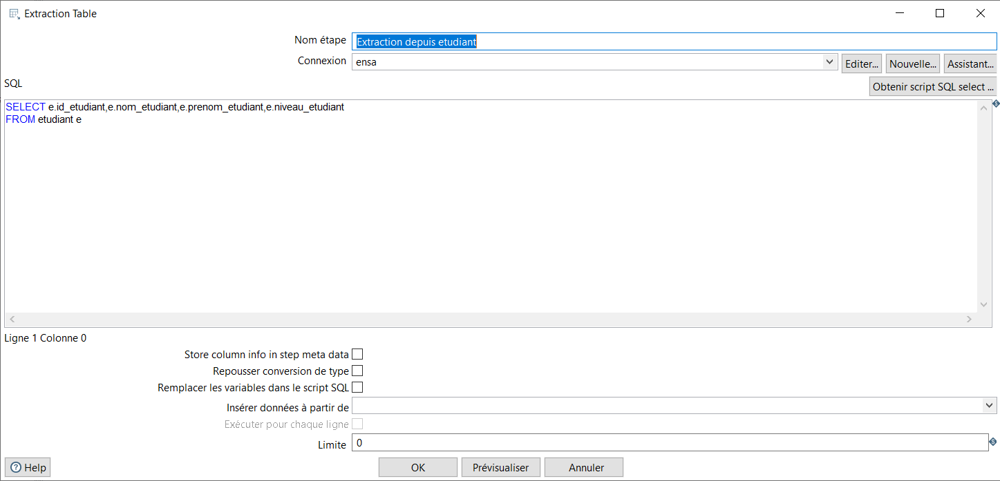 Extraction Table
Nom étape Extraction depuis etudiant
Connexion ensa Editer... Nouvelle... Assistant...
SQL Obtenir script SQL select ...
SELECT e.id_etudiant,e.nom_etudiant,e.prenom_etudiant,e.niveau_etudiant
FROM etudiant e
Ligne 1 Colonne 0
Store column info in step meta data
Repousser conversion de type
Remplacer les variables dans le script SQL
Insérer données à partir de
Exécuter pour chaque ligne
Limite 0
Help OK Prévisualiser Annuler